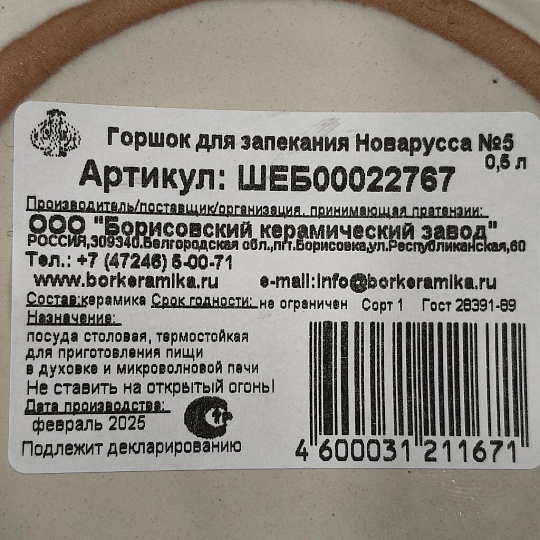 Горшок для запекания Новарусса №5
0,5 л
Артикул: ШЕБ00022767
Производитель/поставщик/организация, принимающая претензии:
ООО "Борисовский керамический завод"
РОССИЯ,309340.Белгородская обл.,пгт.Борисовка,ул.Республиканская,60
Тел.: +7 (47246) 5-00-71
www.borkeramika.ru e-mail:info@borkeramika.ru
Состав:керамика Срок годности: не ограничен Сорт 1 Гост 28391-89
Назначение:
посуда столовая, термостойкая
для приготовления пищи
в духовке и микроволновой печи
Не ставить на открытый огонь!
Дата производства:
февраль 2025
Подлежит декларированию
4 600031 211671